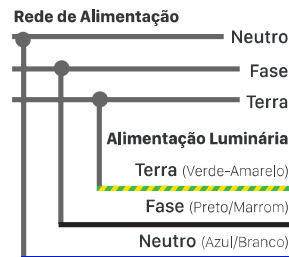 Rede de Alimentação
Neutro
Fase
Terra
Alimentação Luminária
Terra (Verde-Amarelo)
Fase (Preto/Marrom)
Neutro (Azul/Branco)